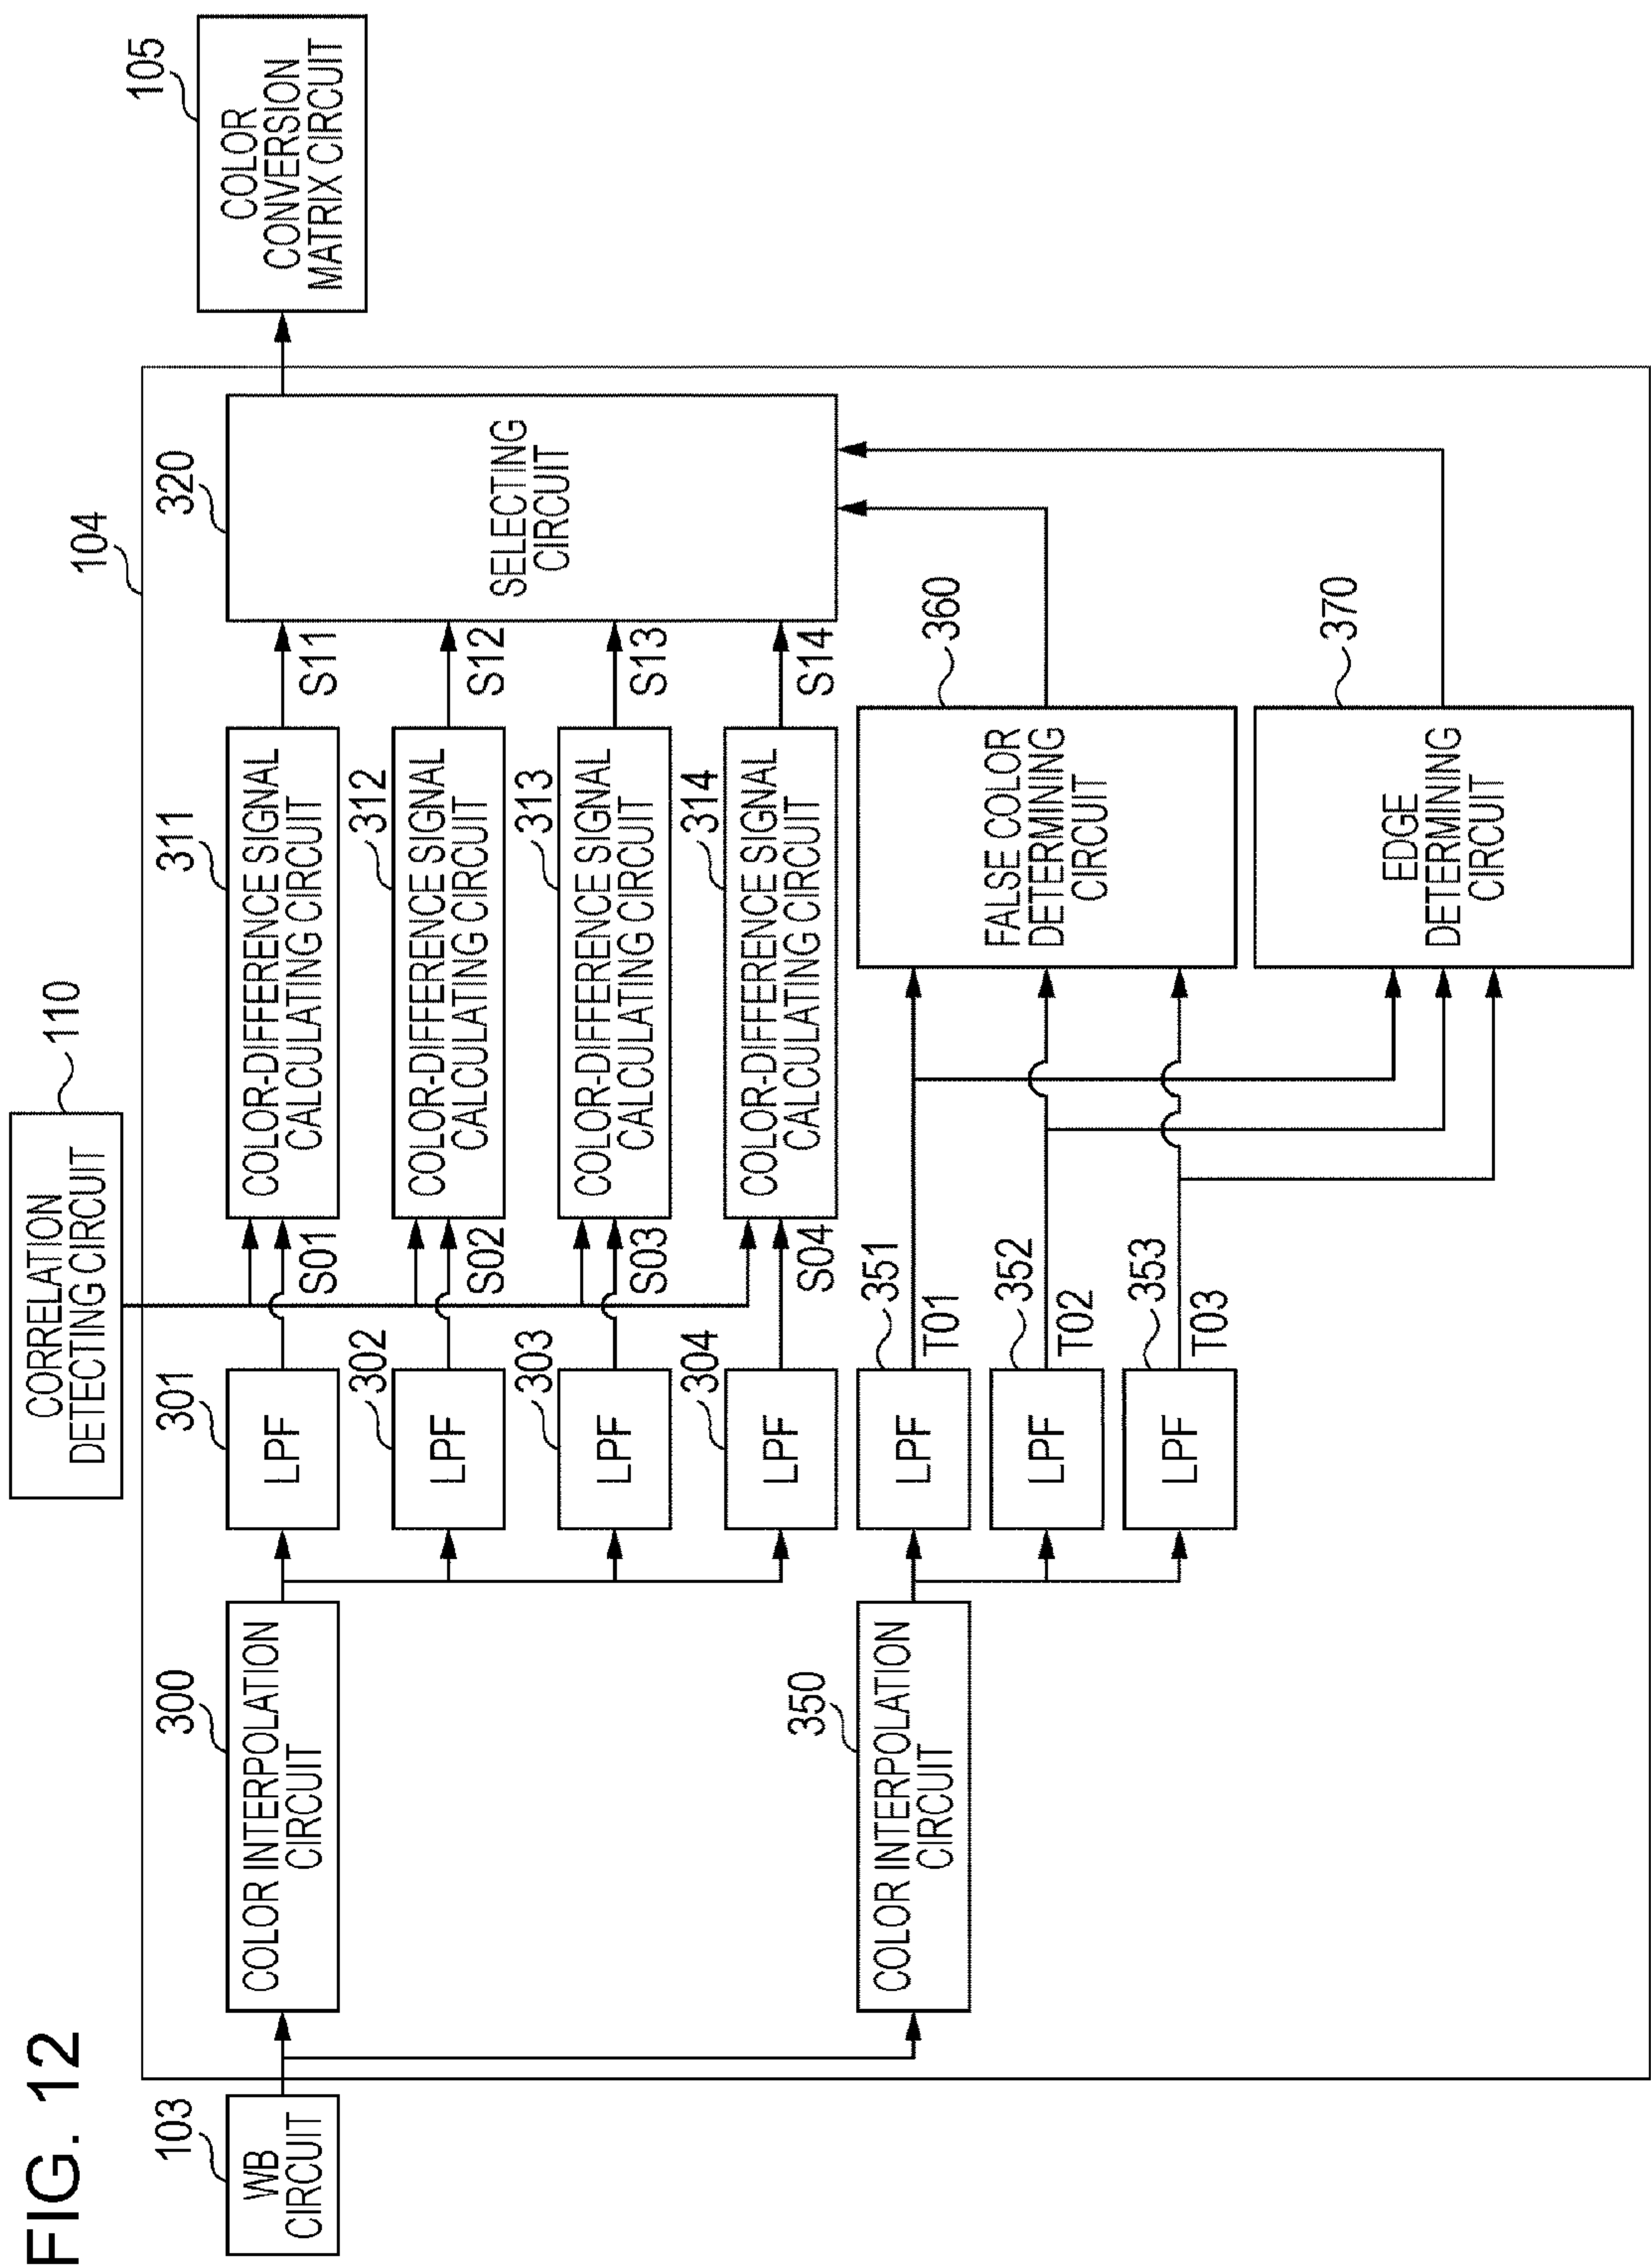 FIG. 12
103
WB
CIRCUIT
104
300
COLOR INTERPOLATION
CIRCUIT
301
LPF
S01
302
LPF
S02
303
LPF
S03
304
LPF
S04
CORRELATION
DETECTING CIRCUIT
110
311
COLOR-DIFFERENCE SIGNAL
CALCULATING CIRCUIT
S11
312
COLOR-DIFFERENCE SIGNAL
CALCULATING CIRCUIT
S12
313
COLOR-DIFFERENCE SIGNAL
CALCULATING CIRCUIT
S13
314
COLOR-DIFFERENCE SIGNAL
CALCULATING CIRCUIT
S14
320
SELECTING
CIRCUIT
105
COLOR
CONVERSION
MATRIX CIRCUIT
350
COLOR INTERPOLATION
CIRCUIT
351
LPF
T01
352
LPF
T02
353
LPF
T03
360
FALSE COLOR
DETERMINING
CIRCUIT
370
EDGE
DETERMINING
CIRCUIT